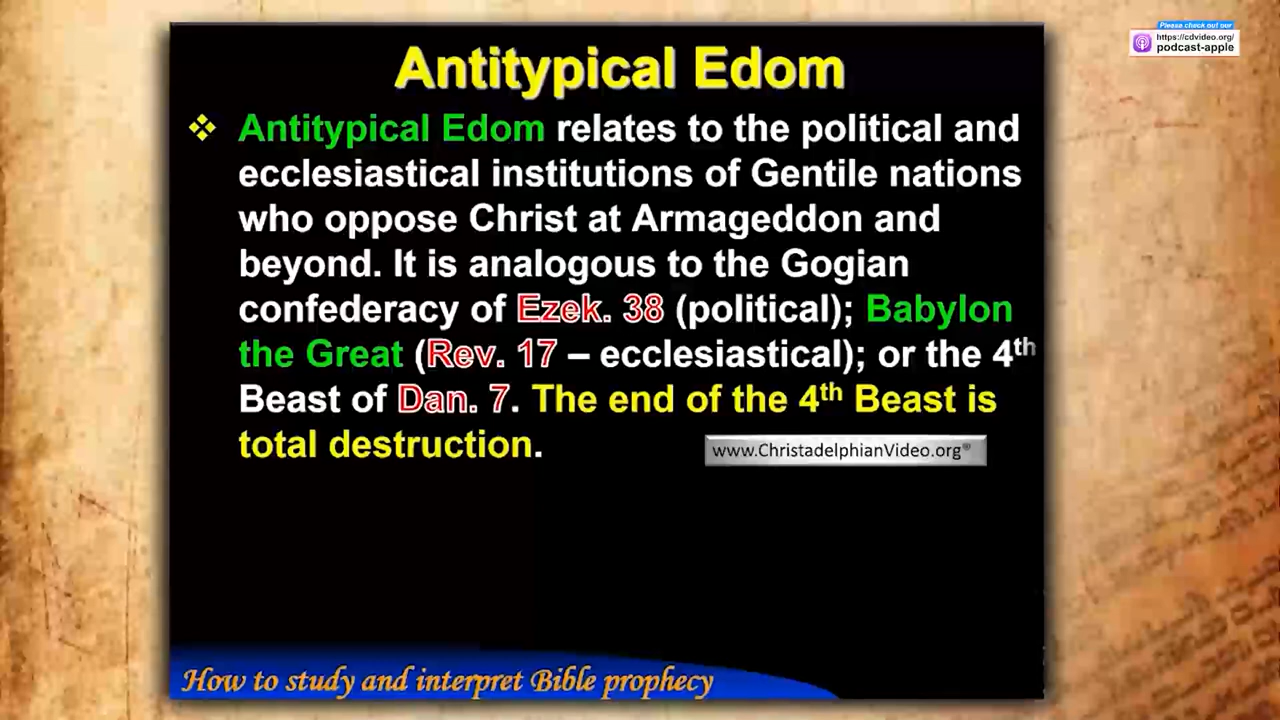 Please check out our
https://cdvideo.org/
podcast-apple
Antitypical Edom
❖ Antitypical Edom relates to the political and
ecclesiastical institutions of Gentile nations
who oppose Christ at Armageddon and
beyond. It is analogous to the Gogian
confederacy of Ezek. 38 (political); Babylon
the Great (Rev. 17 – ecclesiastical); or the 4th
Beast of Dan. 7. The end of the 4th Beast is
total destruction.
www.ChristadelphianVideo.org®
How to study and interpret Bible prophecy